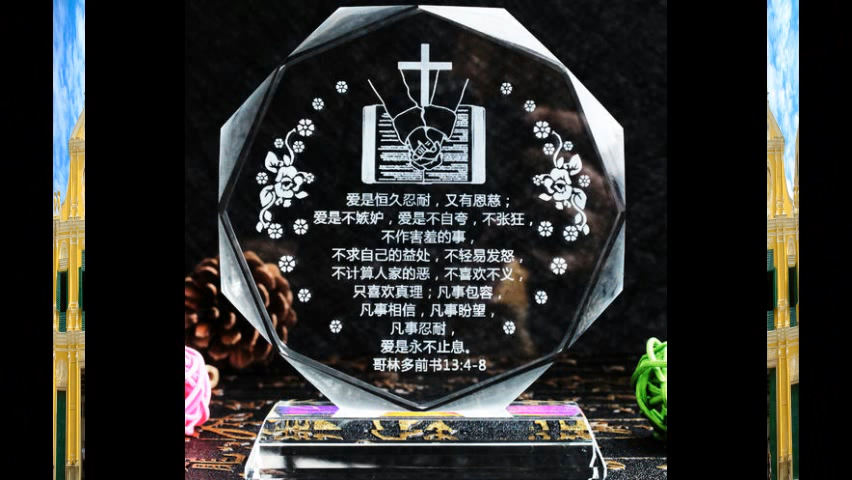 爱是恒久忍耐，又有恩慈；
爱是不嫉妒，爱是不自夸，不张狂，
不作害羞的事，
不求自己的益处，不轻易发怒，
不计算人家的恶，不喜欢不义，
只喜欢真理；凡事包容，
凡事相信，凡事盼望，
凡事忍耐，
爱是永不止息。
哥林多前书13:4-8